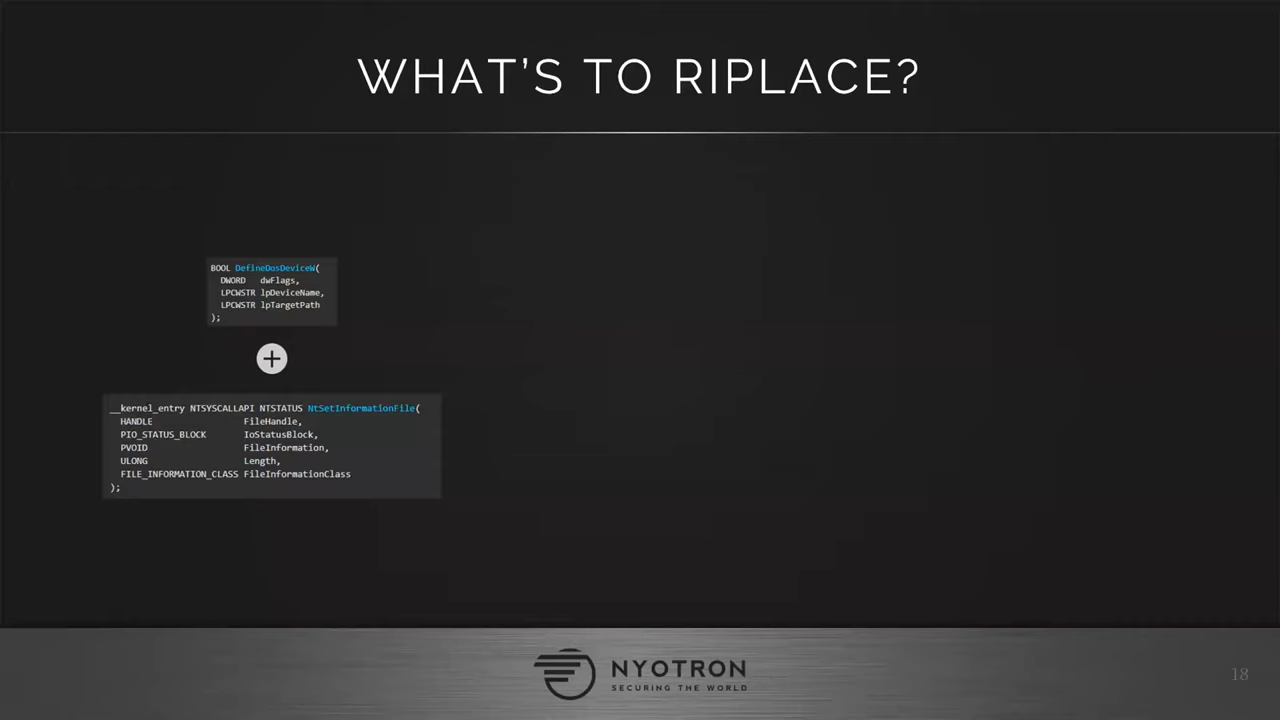 WHAT'S TO RIPLACE?
BOOL DefineDosDeviceW(
DWORD dwFlags,
LPCWSTR lpDeviceName,
LPCWSTR lpTargetPath
);
+
__kernel_entry NTSYSCALLAPI NTSTATUS NtSetInformationFile(
HANDLE FileHandle,
PIO_STATUS_BLOCK IoStatusBlock,
PVOID FileInformation,
ULONG Length,
FILE_INFORMATION_CLASS FileInformationClass
);
NYOTRON
SECURING THE WORLD
18